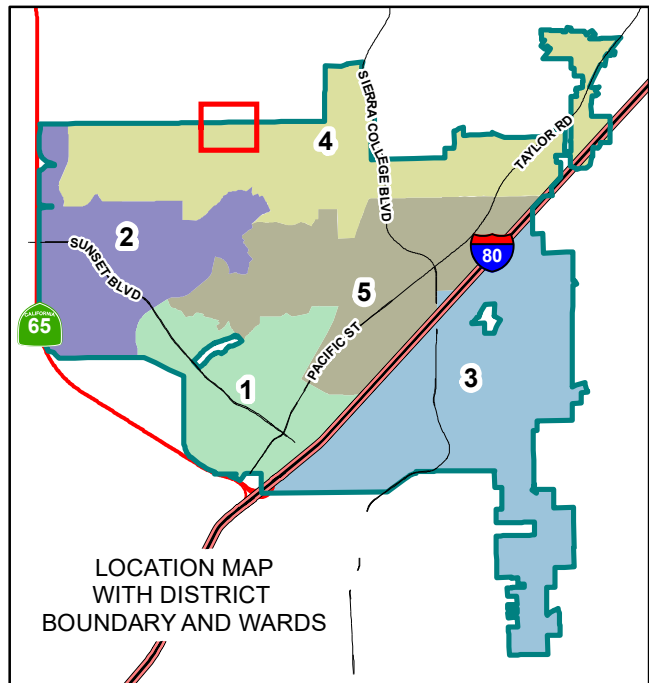 SIERRA COLLEGE BLVD
4
TAYLOR RD
2
SUNSET BLVD
80
5
CALIFORNIA
65
PACIFIC ST
1
3
LOCATION MAP
WITH DISTRICT
BOUNDARY AND WARDS